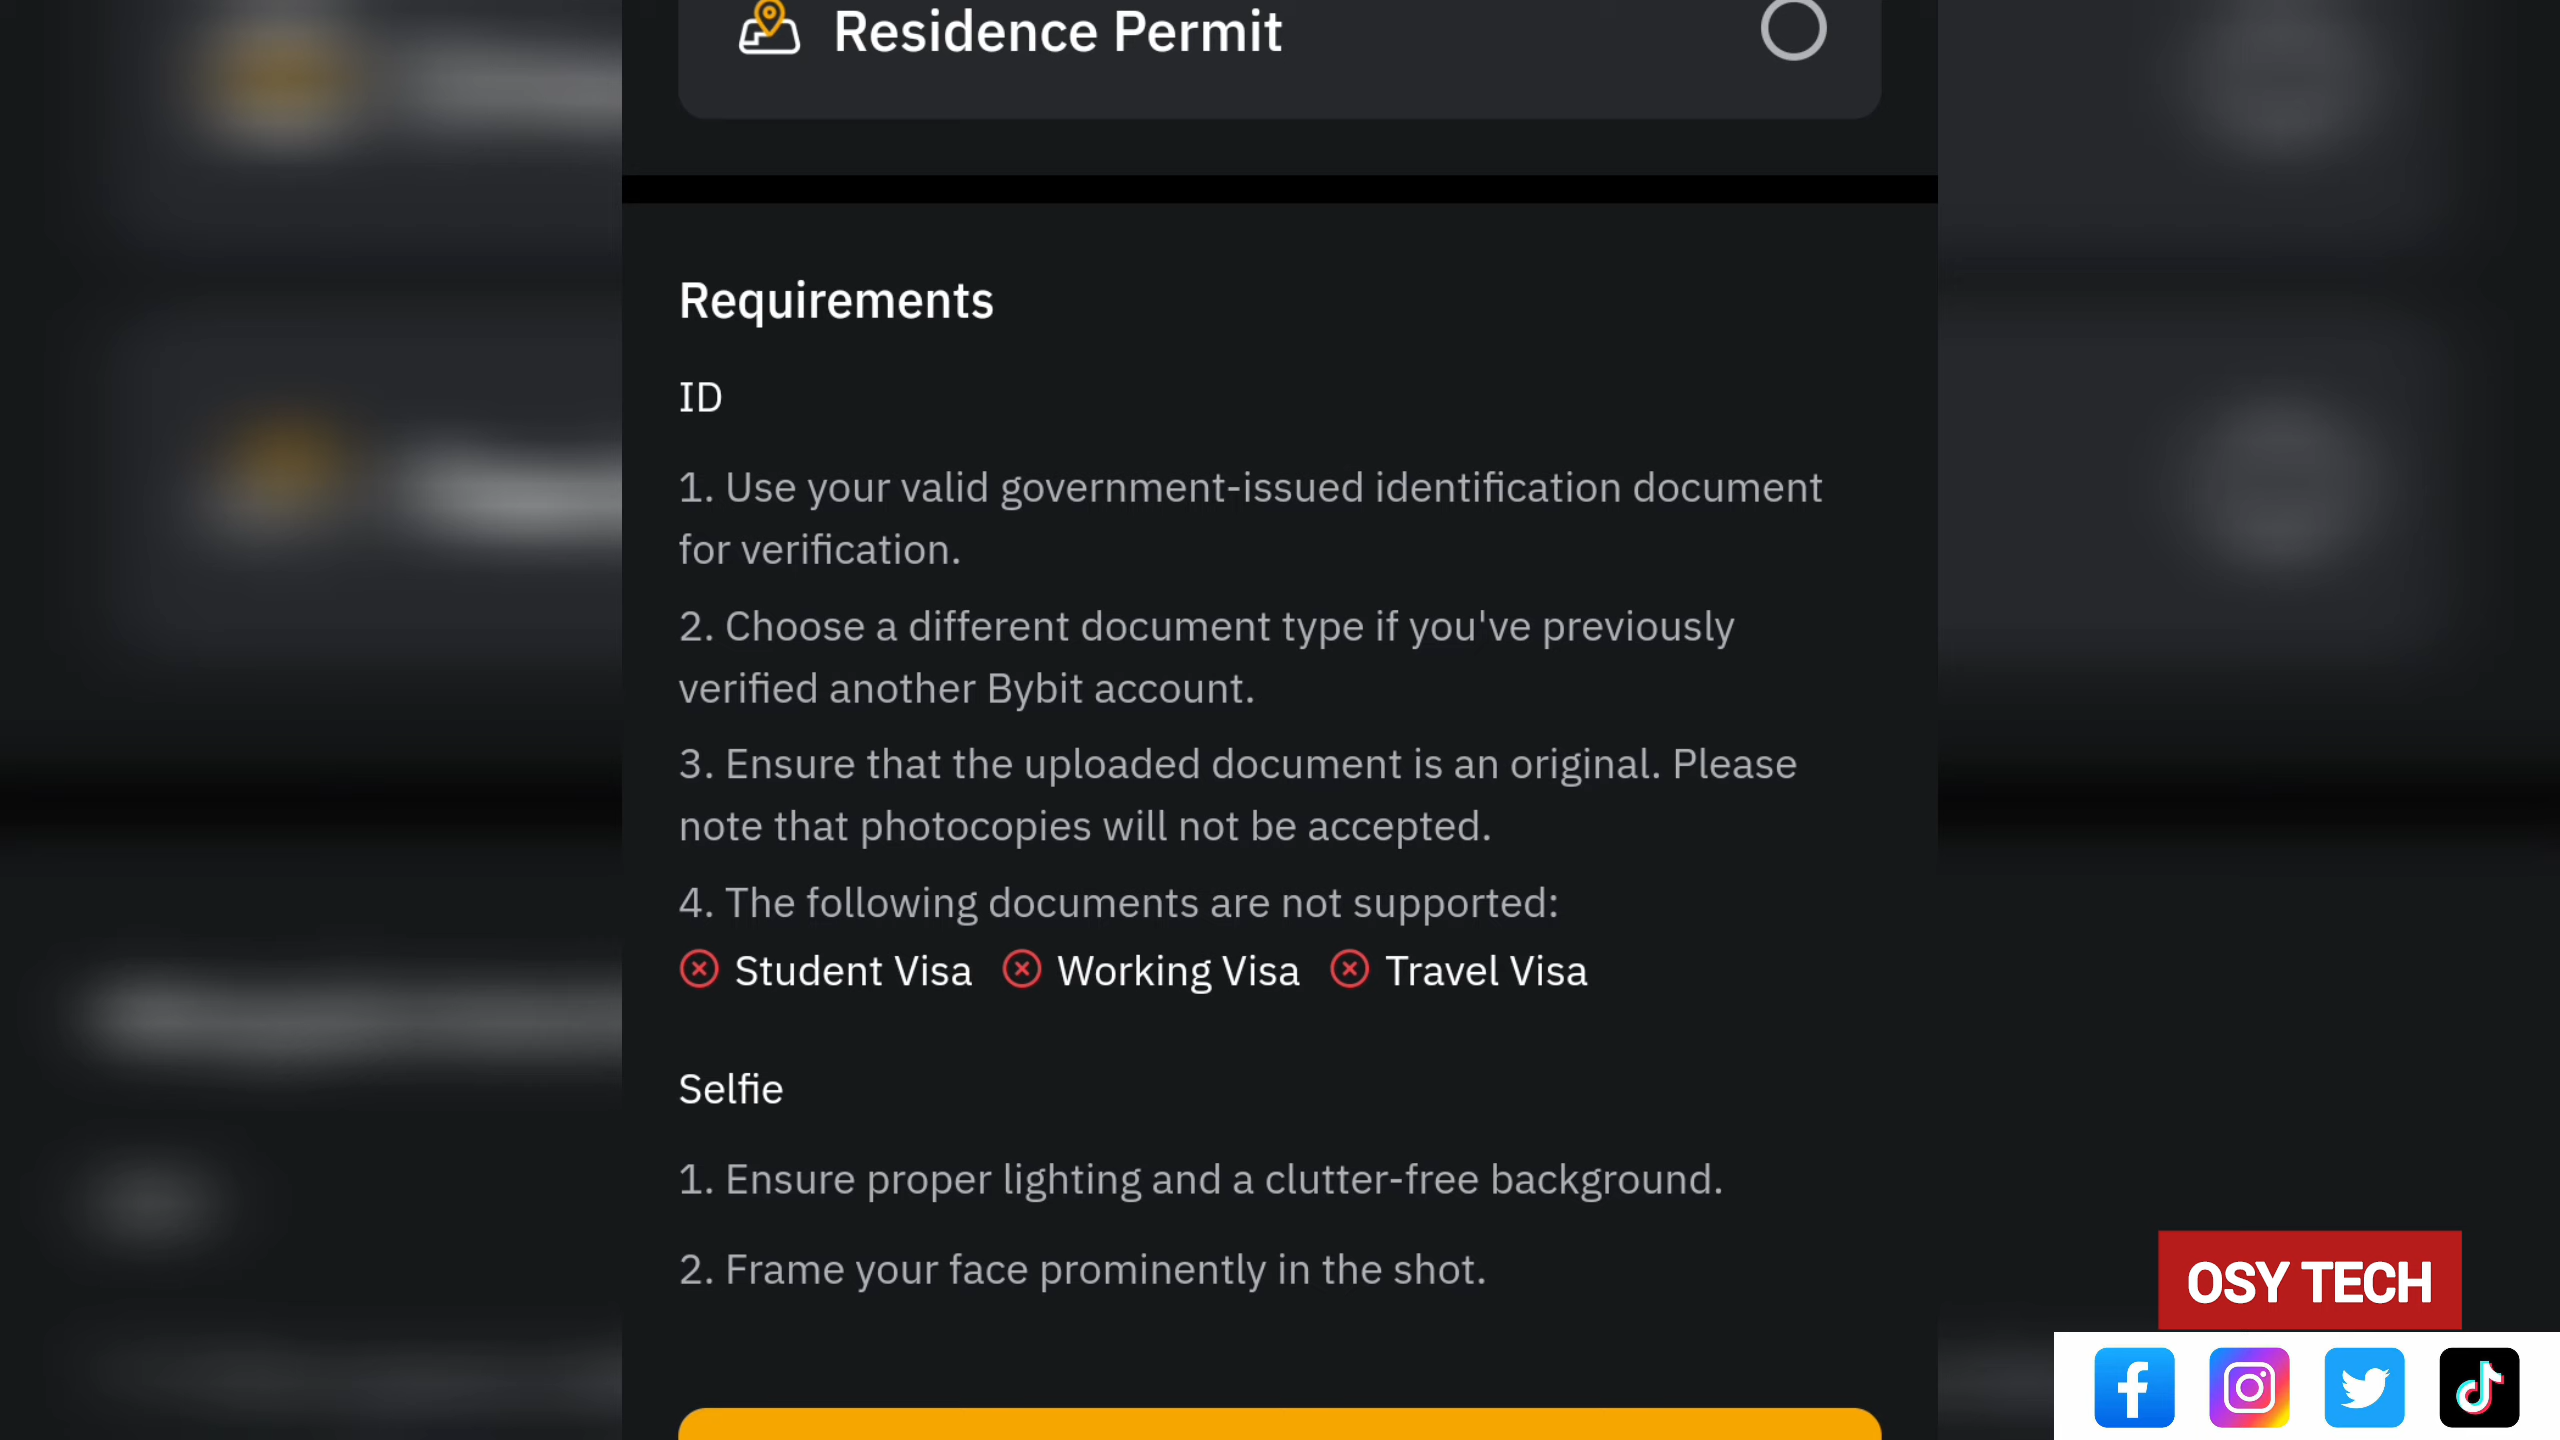 Residence Permit
Requirements
ID
1. Use your valid government-issued identification document
for verification.
2. Choose a different document type if you've previously
verified another Bybit account.
3. Ensure that the uploaded document is an original. Please
note that photocopies will not be accepted.
4. The following documents are not supported:
Student Visa Working Visa Travel Visa
Selfie
1. Ensure proper lighting and a clutter-free background.
2. Frame your face prominently in the shot.
OSY TECH